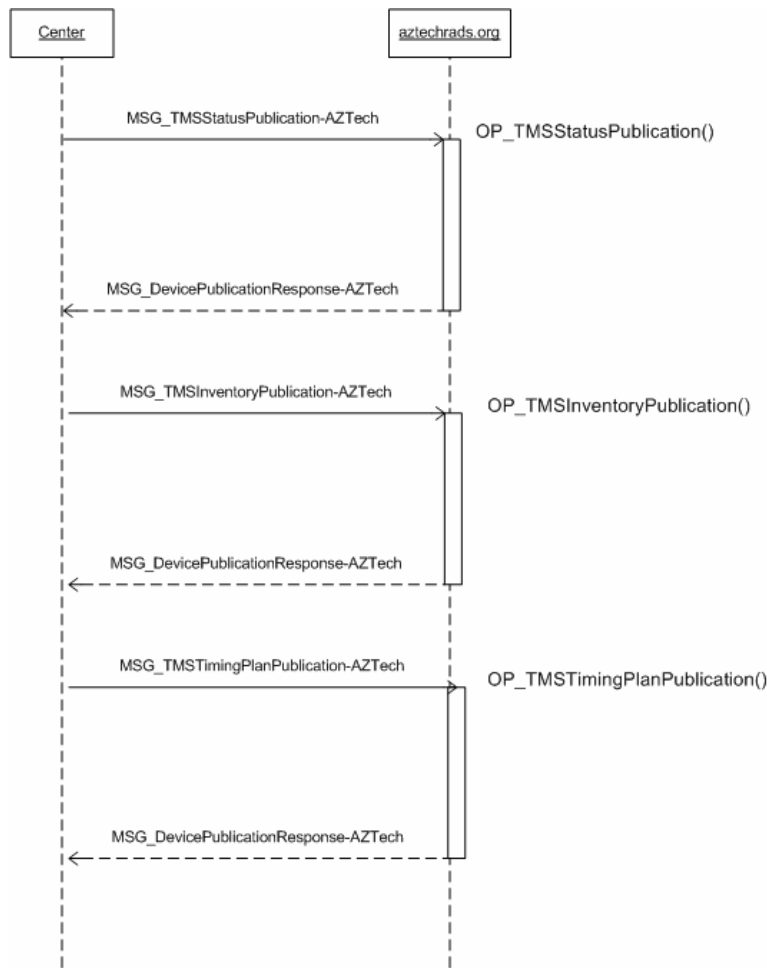 Center
aztechrads.org
MSG_TMSStatusPublication-AZTech
OP_TMSStatusPublication()
MSG_DevicePublicationResponse-AZTech
MSG_TMSInventoryPublication-AZTech
OP_TMSInventoryPublication()
MSG_DevicePublicationResponse-AZTech
MSG_TMSTimingPlanPublication-AZTech
OP_TMSTimingPlanPublication()
MSG_DevicePublicationResponse-AZTech